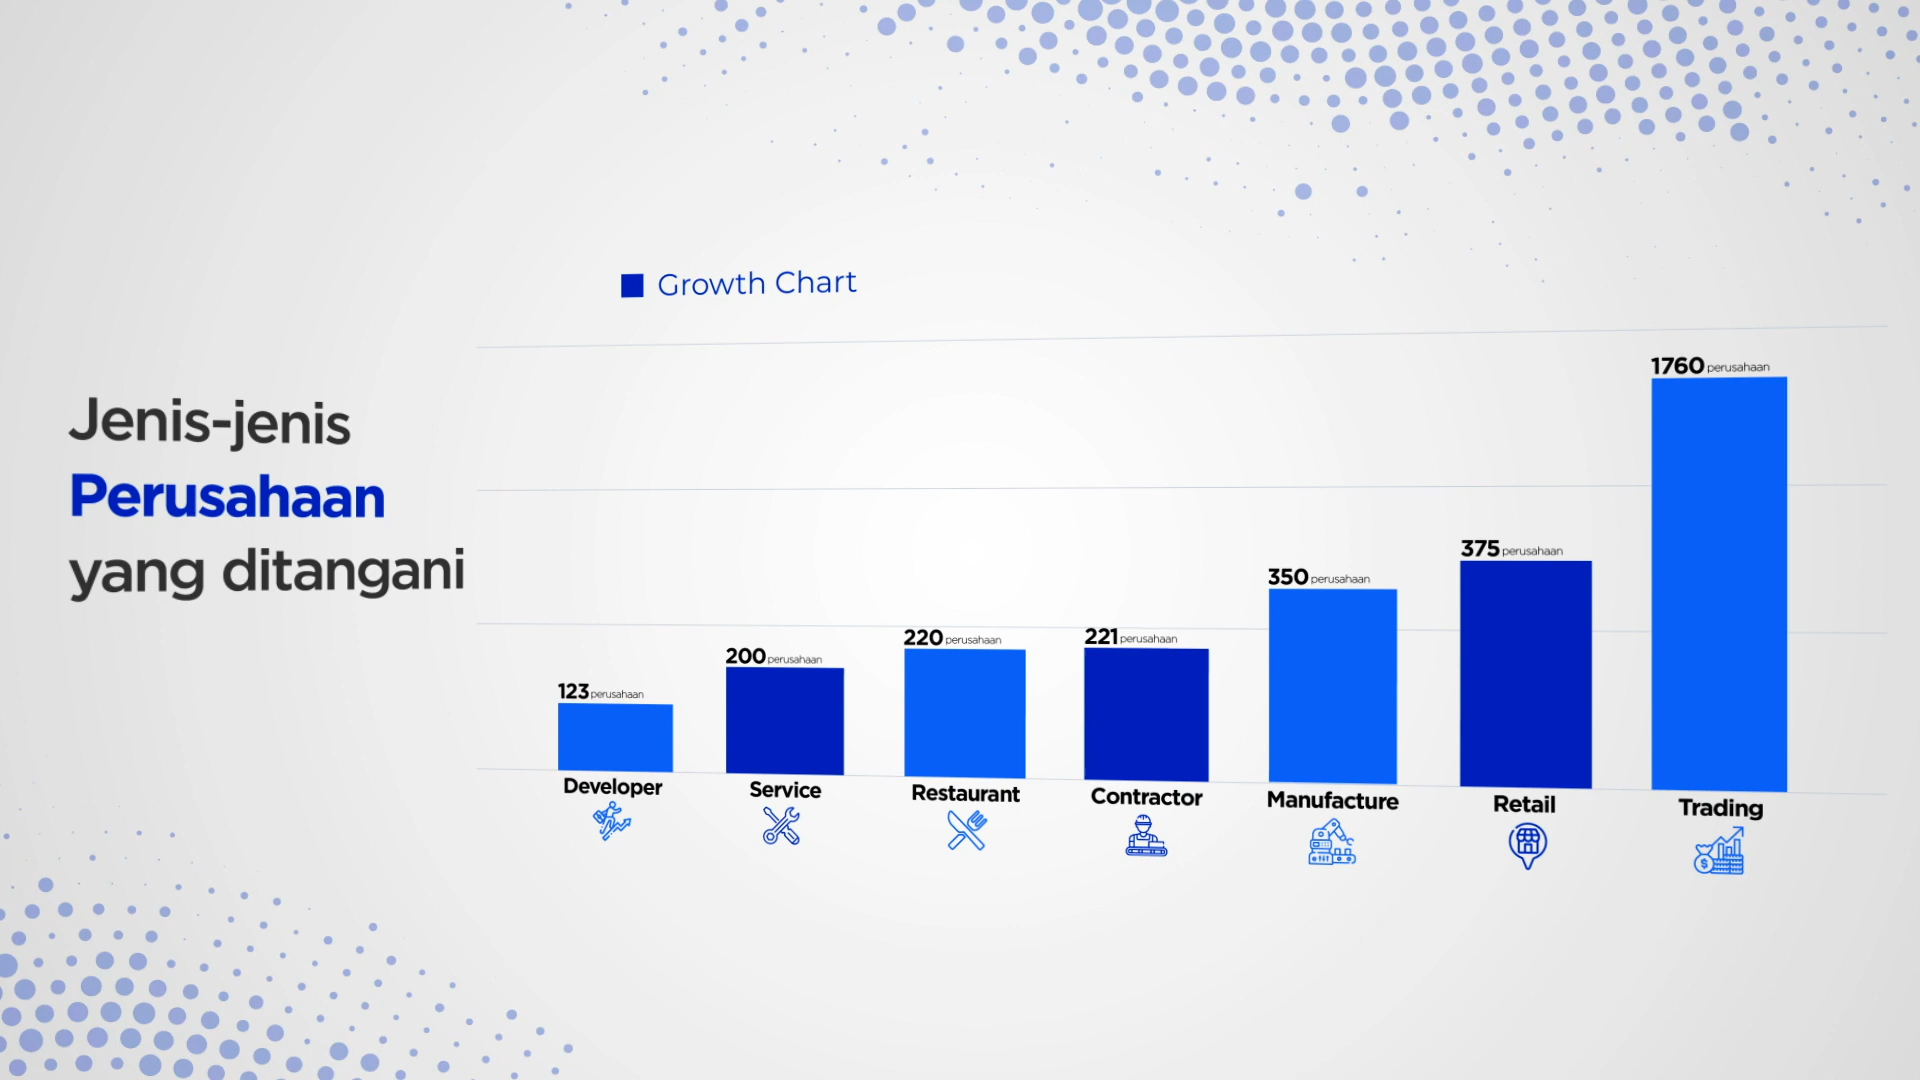 Growth Chart
Jenis-jenis
Perusahaan
yang ditangani
123 perusahaan
200 perusahaan
220 perusahaan
221 perusahaan
350 perusahaan
375 perusahaan
1760 perusahaan
Developer
Service
Restaurant
Contractor
Manufacture
Retail
Trading